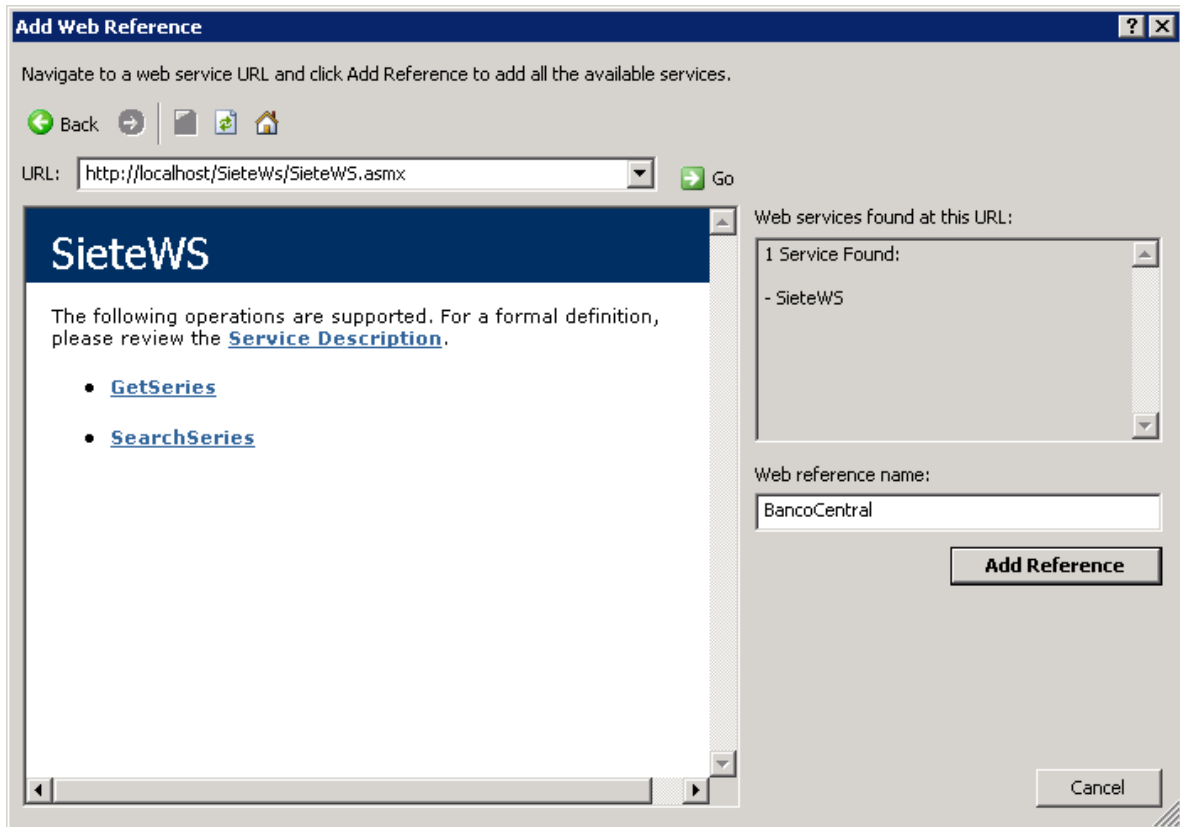 Add Web Reference
Navigate to a web service URL and click Add Reference to add all the available services.
Back
URL: http://localhost/SieteWs/SieteWS.asmx Go
SieteWS
The following operations are supported. For a formal definition,
please review the Service Description.
• GetSeries
• SearchSeries
Web services found at this URL:
1 Service Found:
- SieteWS
Web reference name:
BancoCentral
Add Reference
Cancel